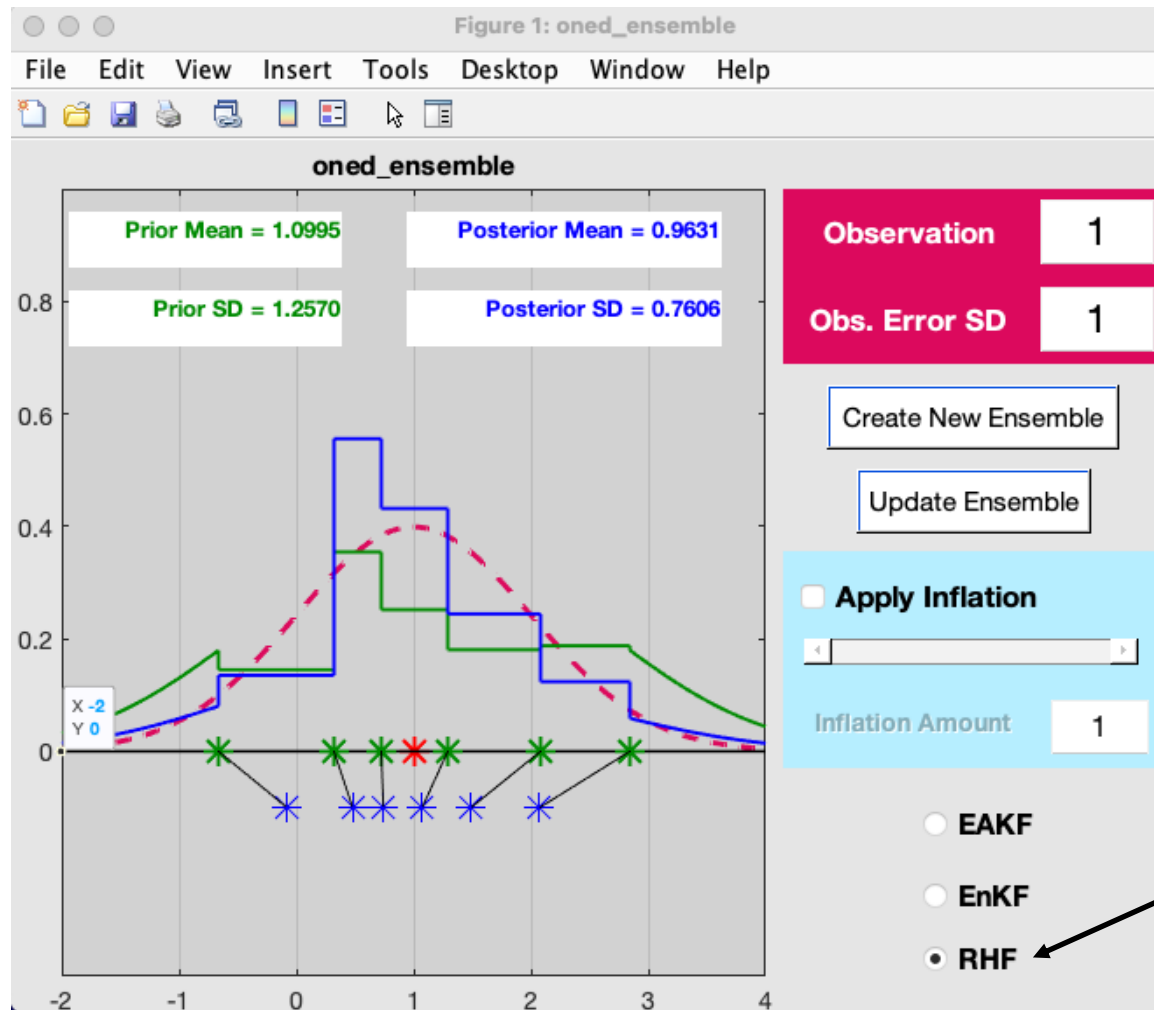 Figure 1: oned_ensemble
File Edit View Insert Tools Desktop Window Help
oned_ensemble
Prior Mean = 1.0995
Posterior Mean = 0.9631
Prior SD = 1.2570
Posterior SD = 0.7606
0.8
0.6
0.4
0.2
0
X -2
Y 0
-2 -1 0 1 2 3 4
Observation 1
Obs. Error SD 1
Create New Ensemble
Update Ensemble
Apply Inflation
Inflation Amount 1
EAKF
EnKF
RHF